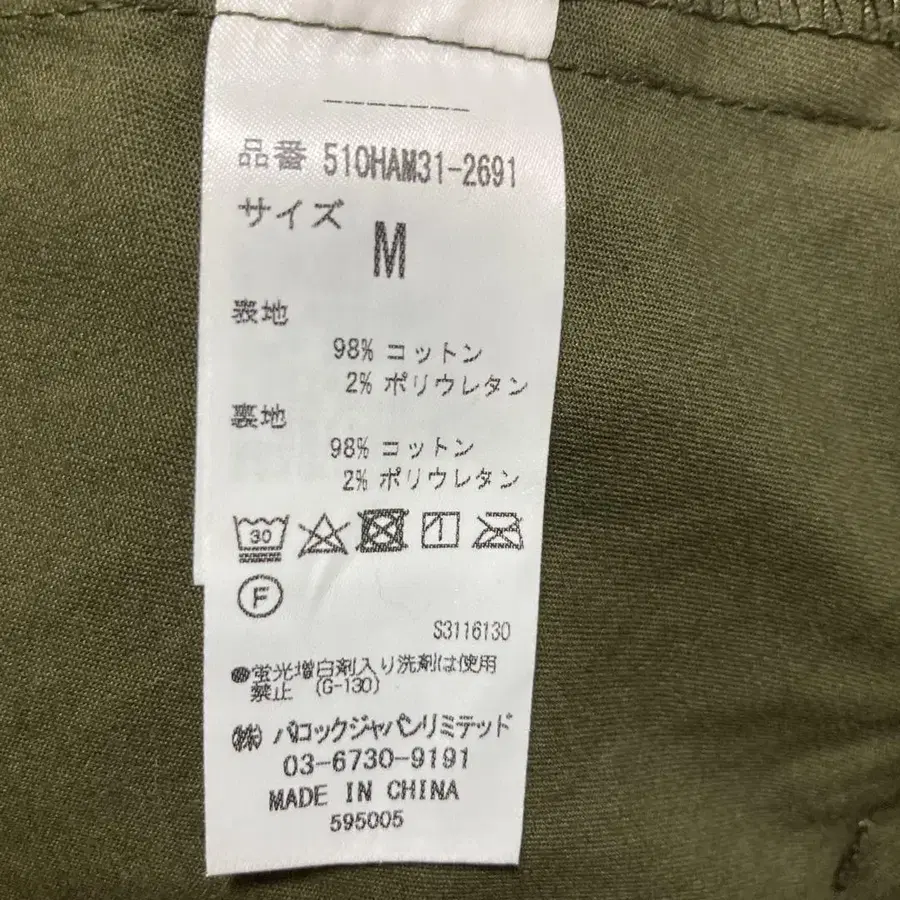 品番 510HAM31-2691
サイズ
M
表地
98% コットン
2% ポリウレタン
裏地
98% コットン
2% ポリウレタン
30
F
S3116130
●蛍光増白剤入り洗剤は使用
禁止 (G-130)
㈱ バロックジャパンリミテッド
03-6730-9191
MADE IN CHINA
595005